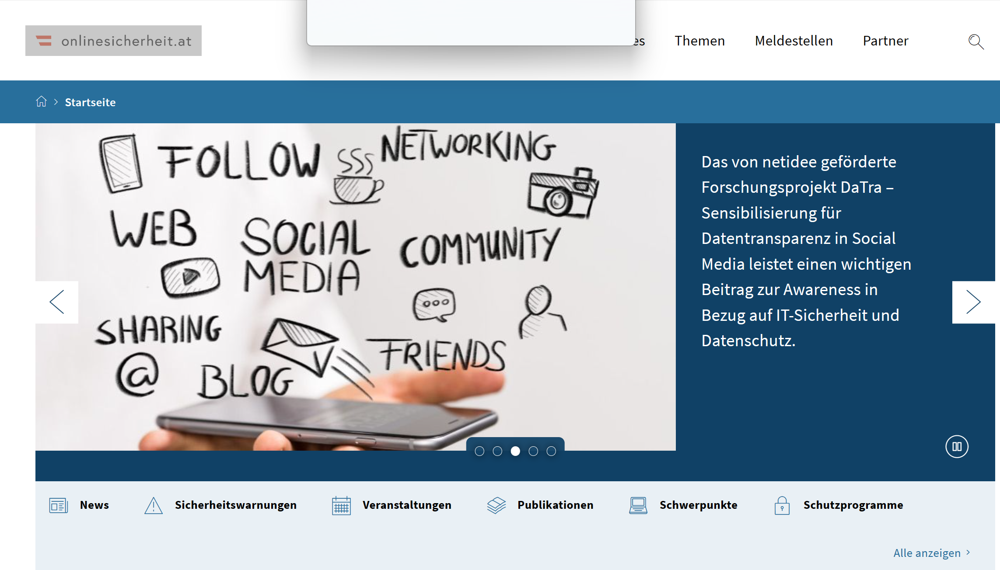 onlinesicherheit.at
es
Themen
Meldestellen
Partner
Startseite
FOLLOW
NETWORKING
WEB
SOCIAL
MEDIA
COMMUNITY
SHARING
FRIENDS
@
BLOG
Das von netidee geförderte
Forschungsprojekt DaTra –
Sensibilisierung für
Datentransparenz in Social
Media leistet einen wichtigen
Beitrag zur Awareness in
Bezug auf IT-Sicherheit und
Datenschutz.
News
Sicherheitswarnungen
Veranstaltungen
Publikationen
Schwerpunkte
Schutzprogramme
Alle anzeigen